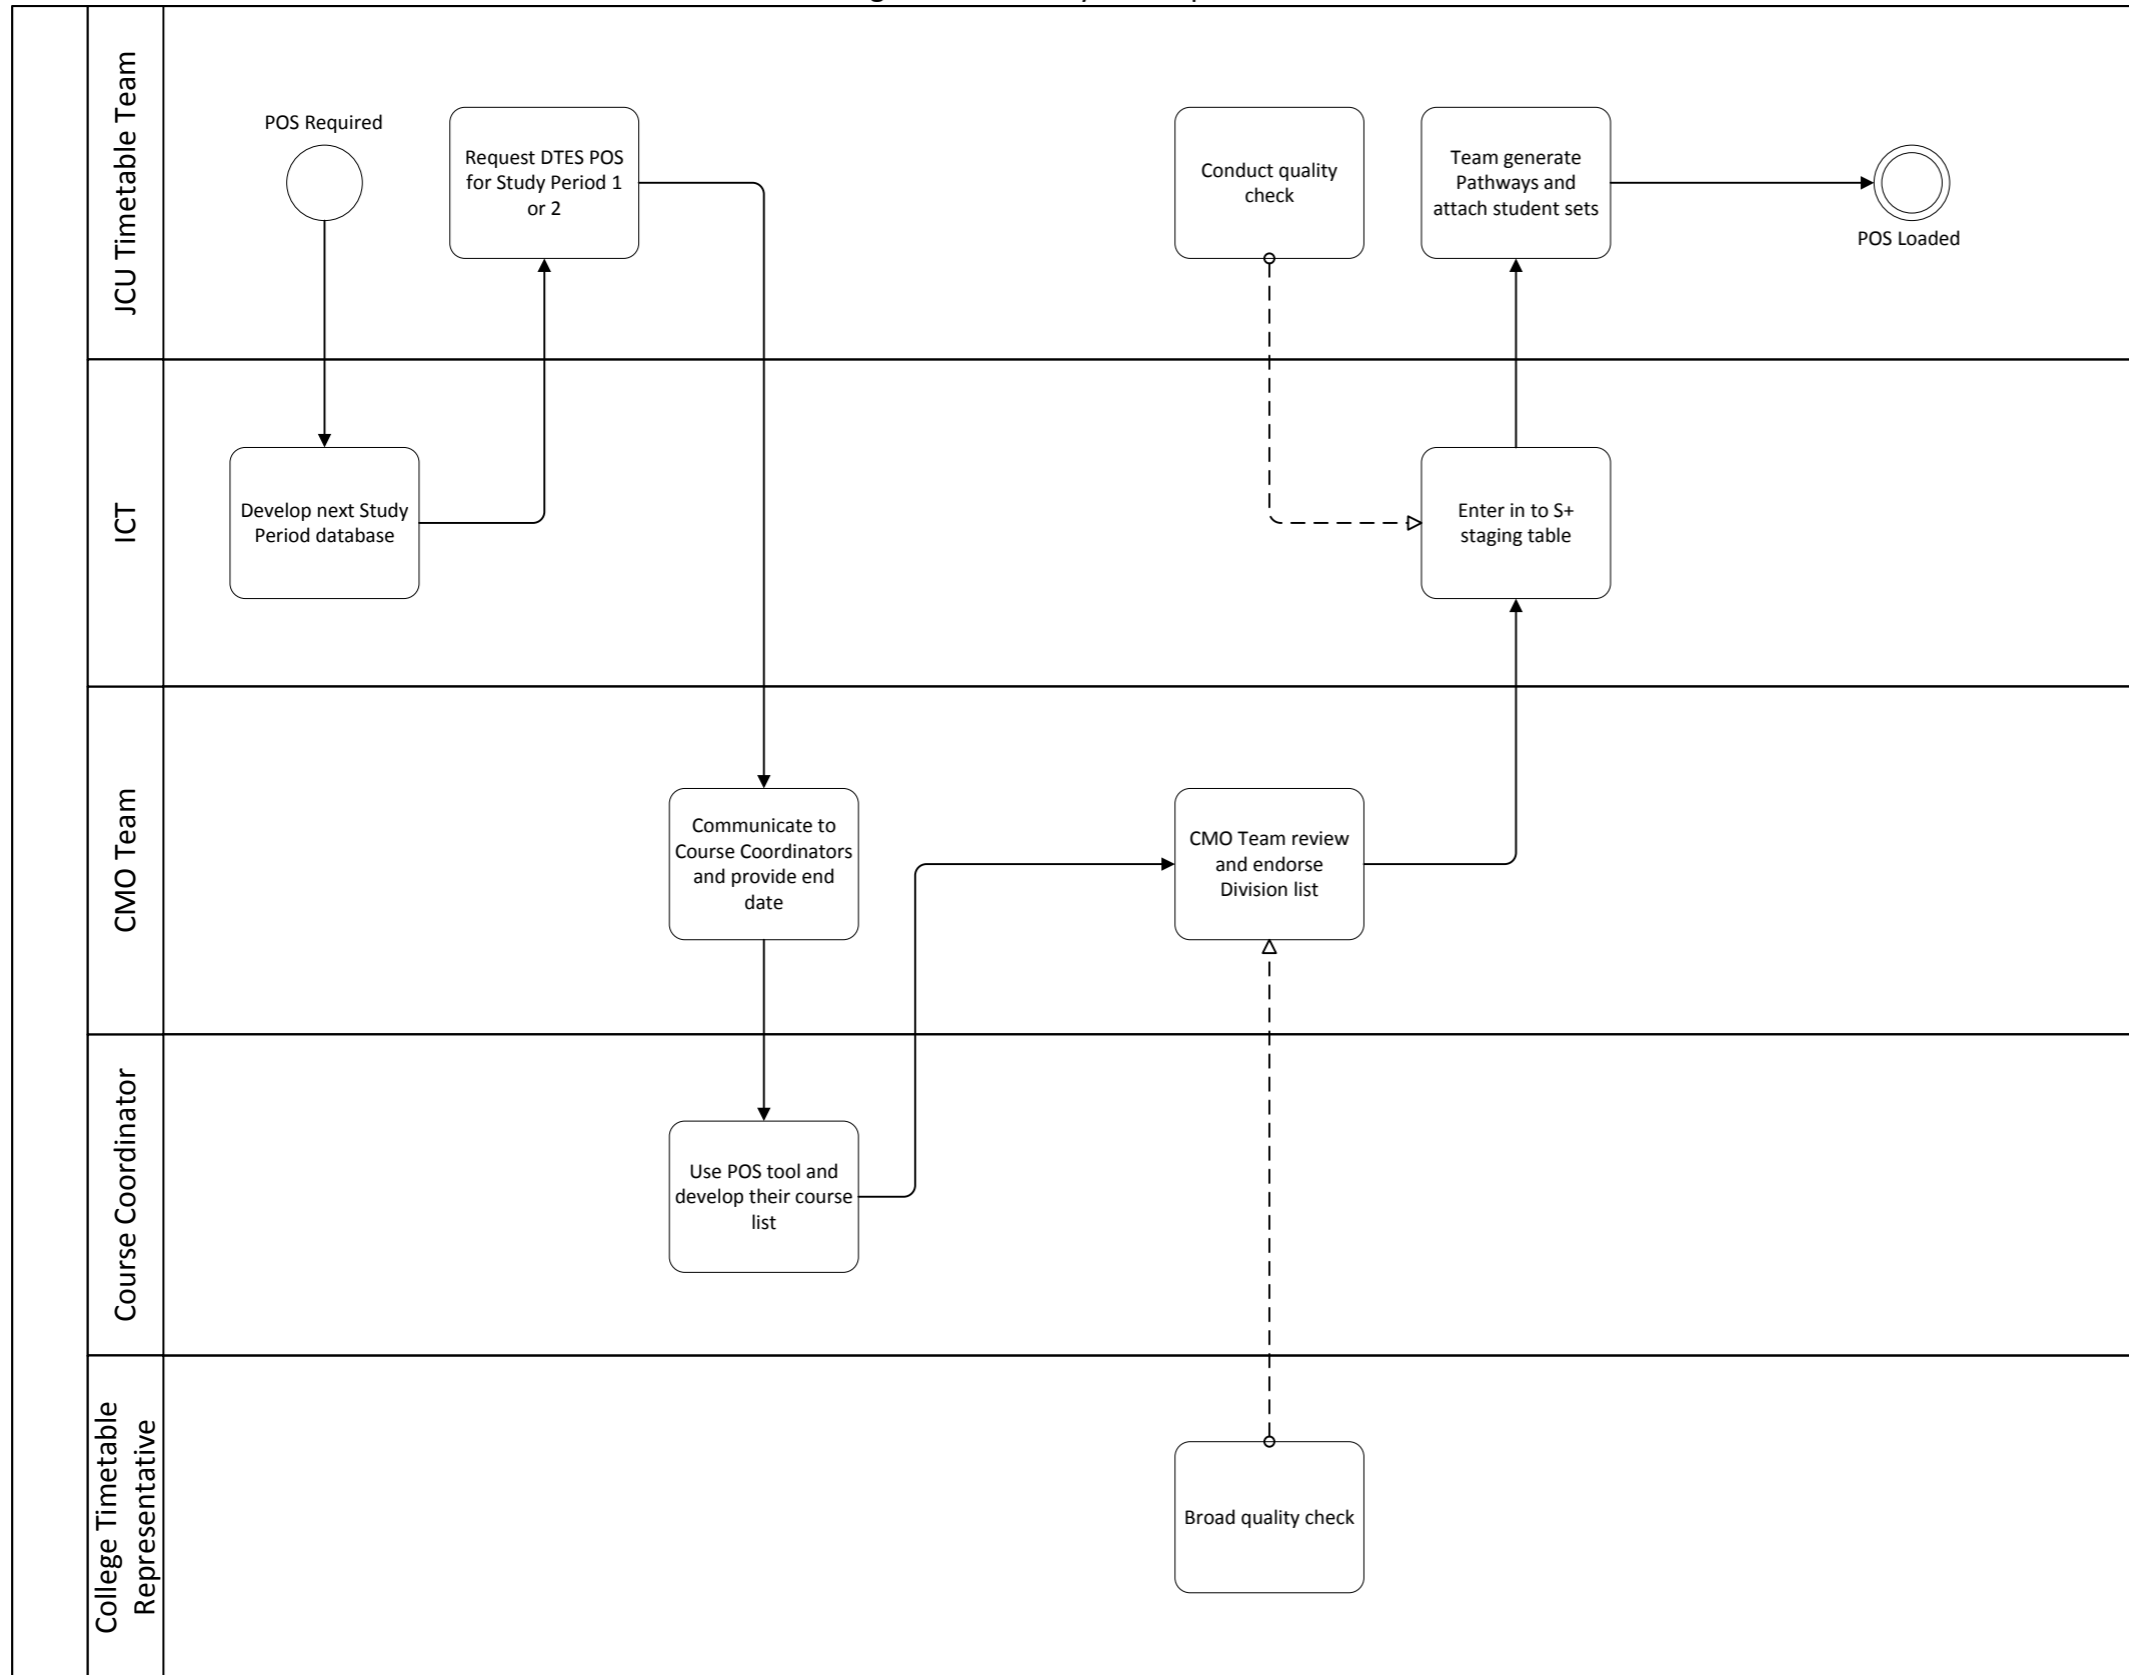 JCU Timetable Team
POS Required
Request DTES POS
for Study Period 1
or 2
Conduct quality
check
Team generate
Pathways and
attach student sets
POS Loaded
ICT
Develop next Study
Period database
Enter in to S+
staging table
CMO Team
Communicate to
Course Coordinators
and provide end
date
CMO Team review
and endorse
Division list
Course Coordinator
Use POS tool and
develop their course
list
College Timetable
Representative
Broad quality check